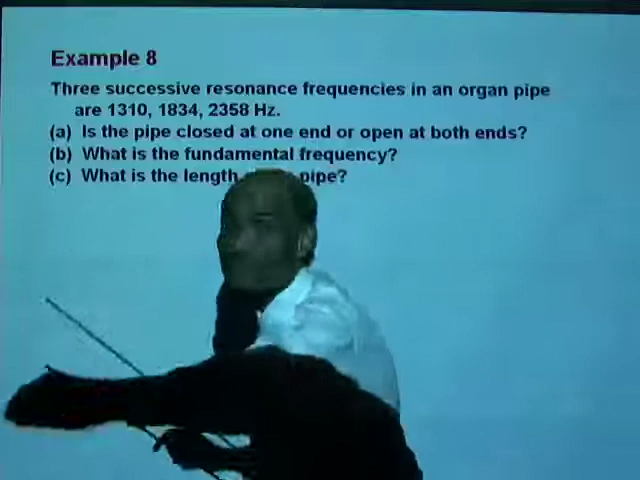 Example 8
Three successive resonance frequencies in an organ pipe
are 1310, 1834, 2358 Hz.
(a) Is the pipe closed at one end or open at both ends?
(b) What is the fundamental frequency?
(c) What is the length pipe?